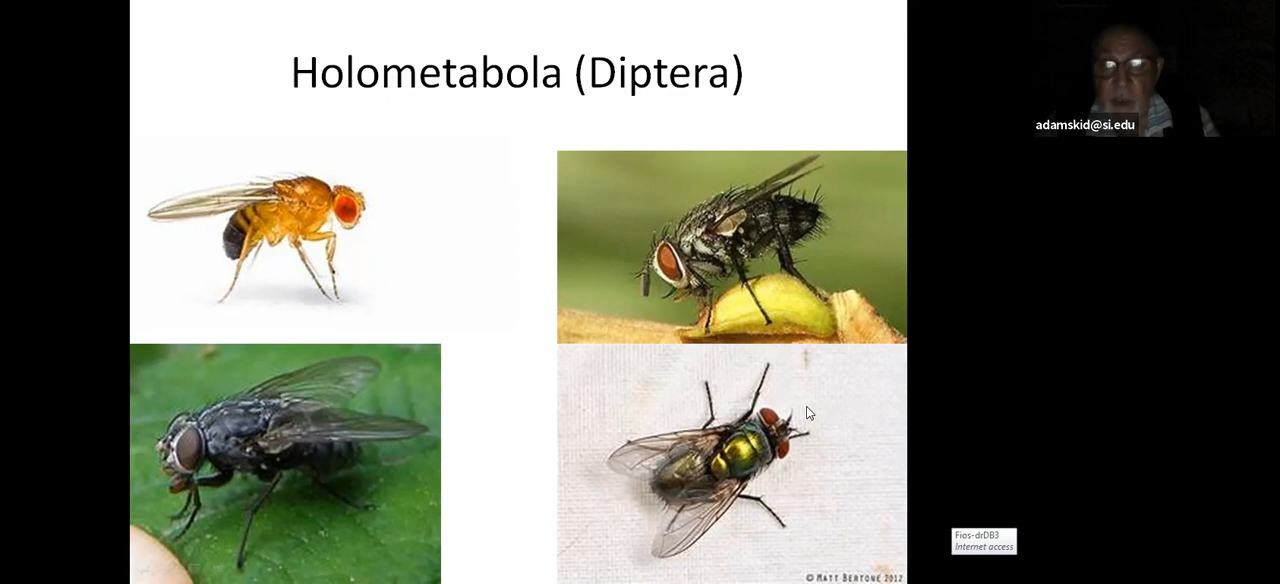 Holometabola (Diptera)
adamskid@si.edu
Fios-drDB3
Internet access
© MATT BERTONE 2012